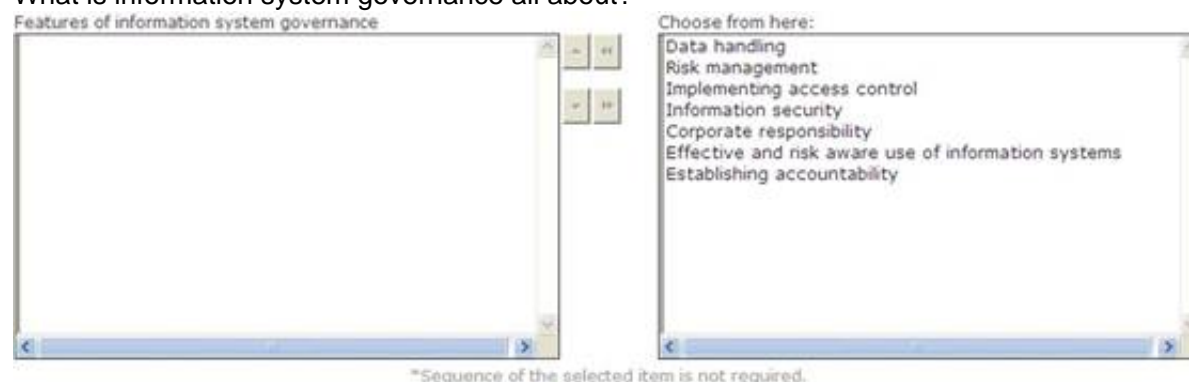 What is information system governance all about?
Features of information system governance
Choose from here:
Data handling
Risk management
Implementing access control
Information security
Corporate responsibility
Effective and risk aware use of information systems
Establishing accountability
*Sequence of the selected item is not required.